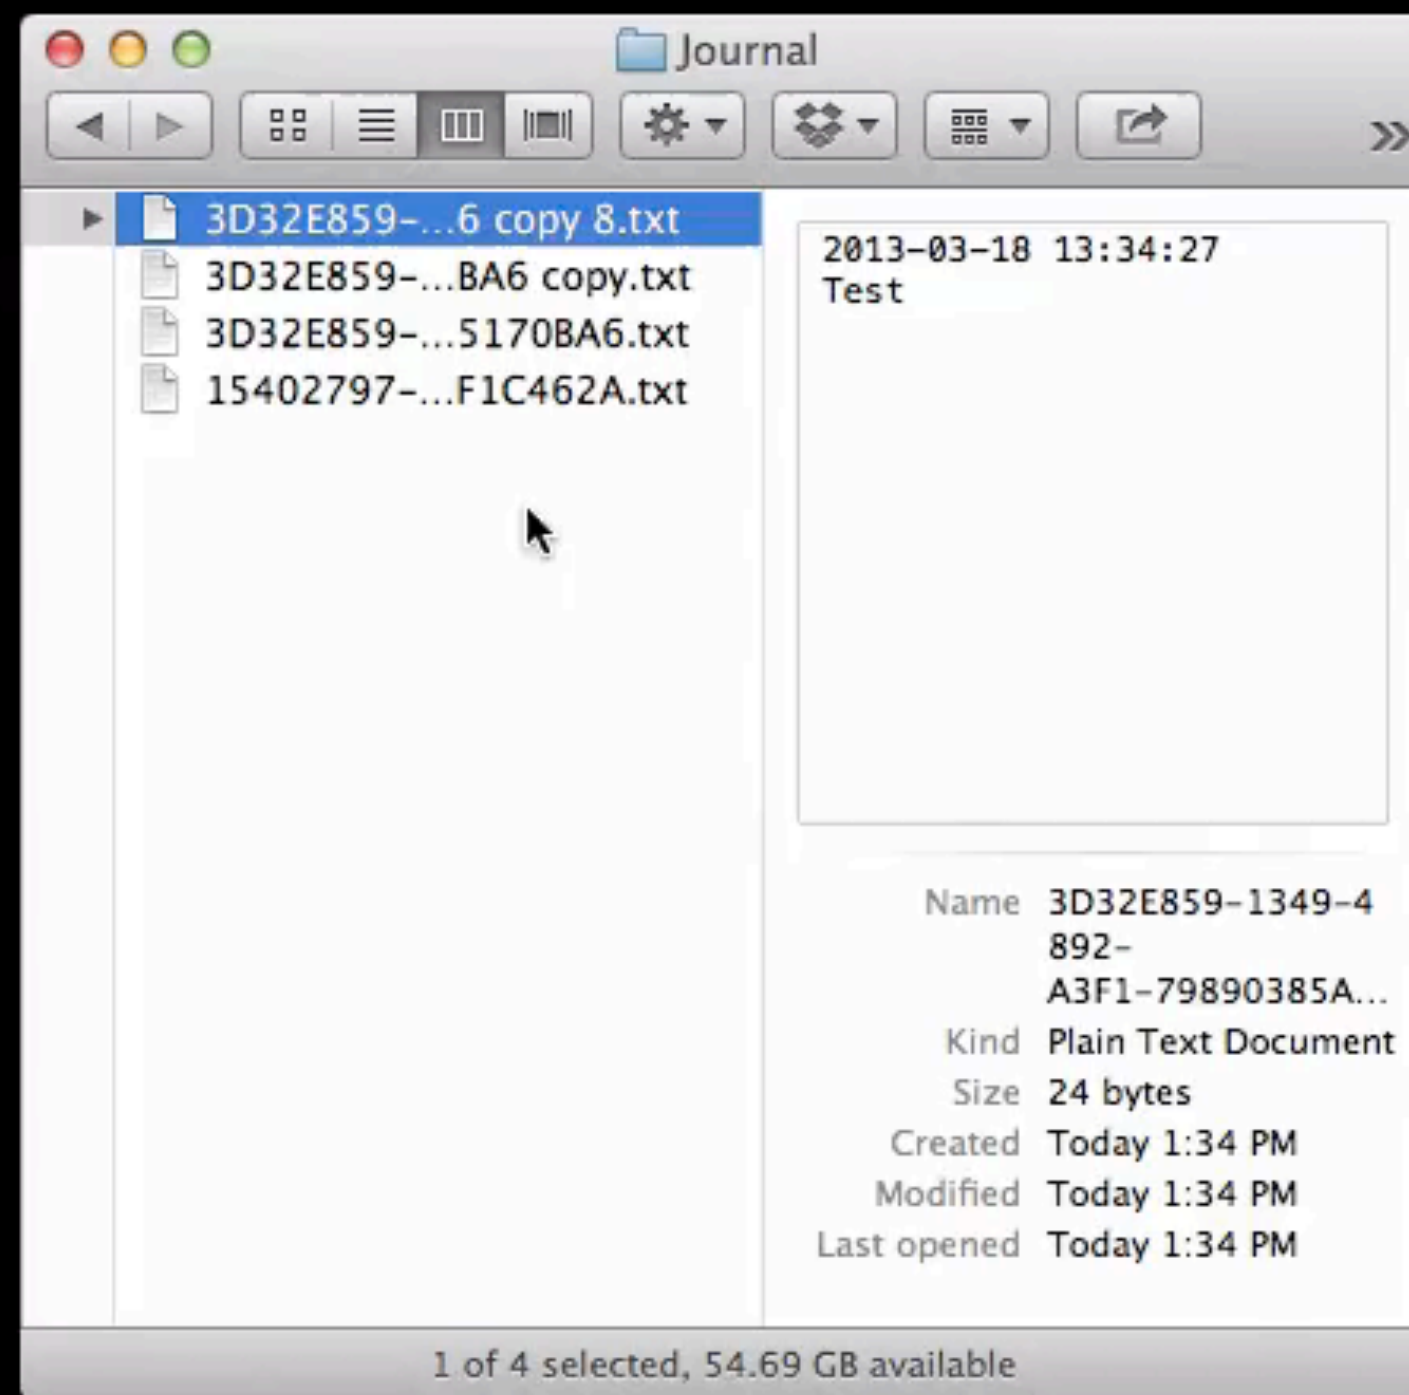 Journal
3D32E859-...6 copy 8.txt
3D32E859-...BA6 copy.txt
3D32E859-...5170BA6.txt
15402797-...F1C462A.txt
2013-03-18 13:34:27
Test
Name 3D32E859-1349-4
892-
A3F1-79890385A...
Kind Plain Text Document
Size 24 bytes
Created Today 1:34 PM
Modified Today 1:34 PM
Last opened Today 1:34 PM
1 of 4 selected, 54.69 GB available